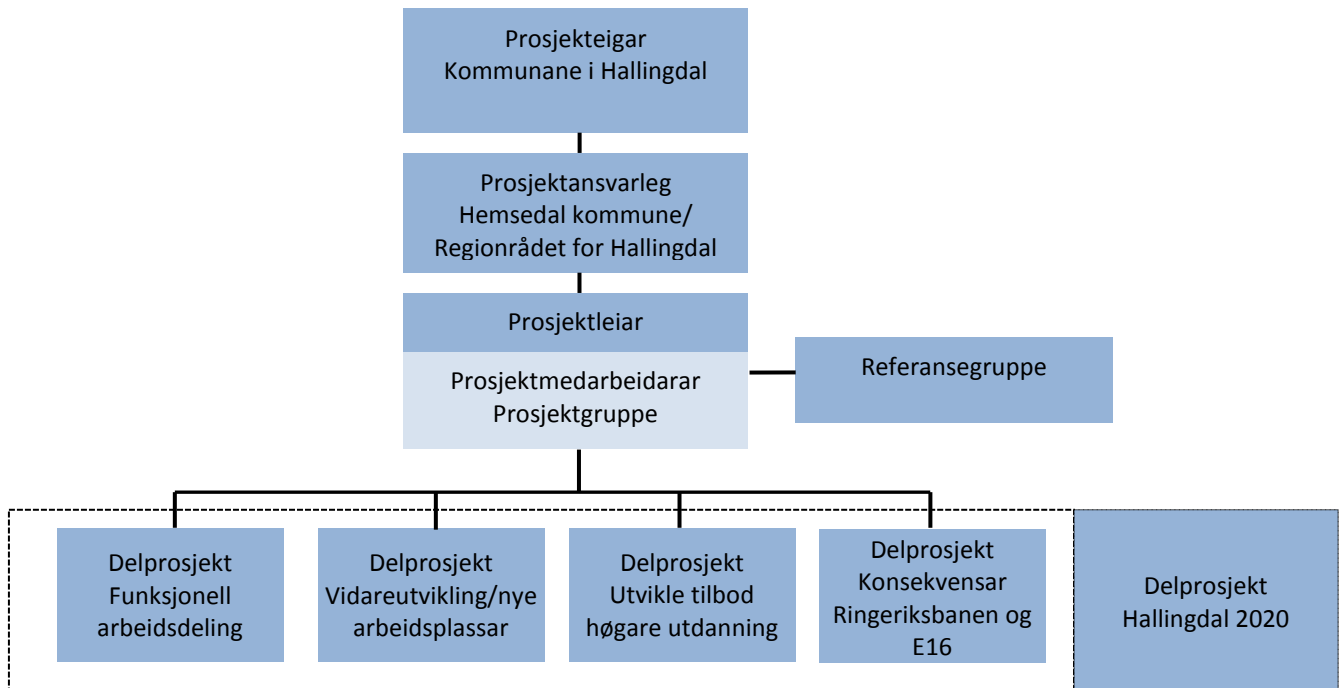 Prosjekteigar
Kommunane i Hallingdal
Prosjektansvarleg
Hemsedal kommune/
Regionrådet for Hallingdal
Prosjektleiar
Prosjektmedarbeidarar
Prosjektgruppe
Referansegruppe
Delprosjekt
Funksjonell
arbeidsdeling
Delprosjekt
Vidareutvikling/nye
arbeidsplassar
Delprosjekt
Utvikle tilbod
høgare utdanning
Delprosjekt
Konsekvensar
Ringeriksbanen og
E16
Delprosjekt
Hallingdal 2020